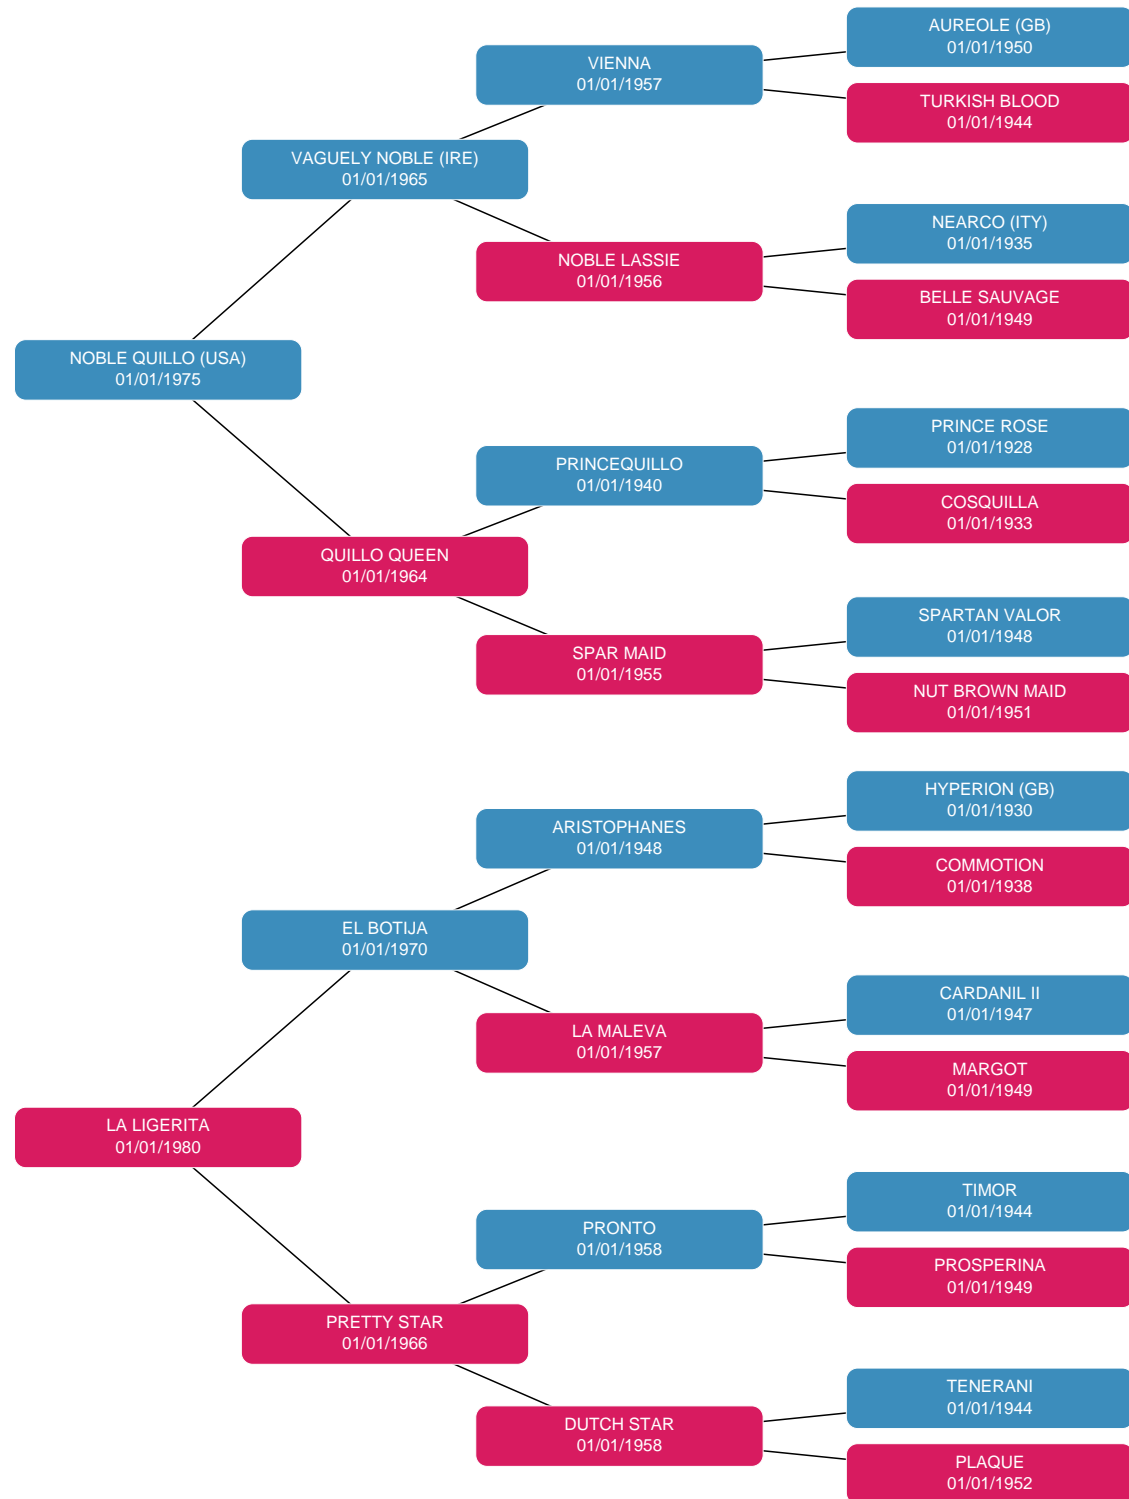 AUREOLE (GB)
01/01/1950
VIENNA
01/01/1957
TURKISH BLOOD
01/01/1944
VAGUELY NOBLE (IRE)
01/01/1965
NEARCO (ITY)
01/01/1935
NOBLE LASSIE
01/01/1956
BELLE SAUVAGE
01/01/1949
NOBLE QUILLO (USA)
01/01/1975
PRINCE ROSE
01/01/1928
PRINCEQUILLO
01/01/1940
COSQUILLA
01/01/1933
QUILLO QUEEN
01/01/1964
SPARTAN VALOR
01/01/1948
SPAR MAID
01/01/1955
NUT BROWN MAID
01/01/1951
HYPERION (GB)
01/01/1930
ARISTOPHANES
01/01/1948
COMMOTION
01/01/1938
EL BOTIJA
01/01/1970
CARDANIL II
01/01/1947
LA MALEVA
01/01/1957
MARGOT
01/01/1949
LA LIGERITA
01/01/1980
TIMOR
01/01/1944
PRONTO
01/01/1958
PROSPERINA
01/01/1949
PRETTY STAR
01/01/1966
TENERANI
01/01/1944
DUTCH STAR
01/01/1958
PLAQUE
01/01/1952